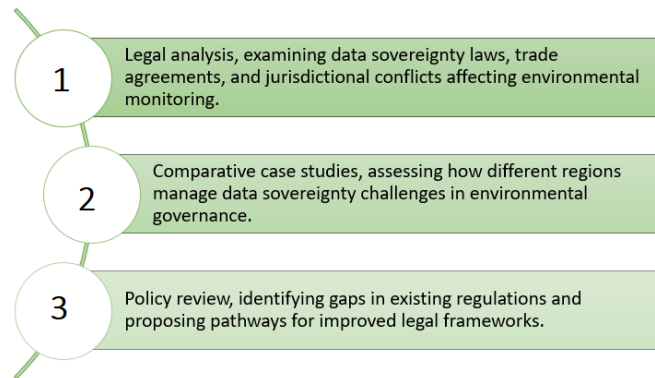 1
Legal analysis, examining data sovereignty laws, trade
agreements, and jurisdictional conflicts affecting environmental
monitoring.
2
Comparative case studies, assessing how different regions
manage data sovereignty challenges in environmental
governance.
3
Policy review, identifying gaps in existing regulations and
proposing pathways for improved legal frameworks.